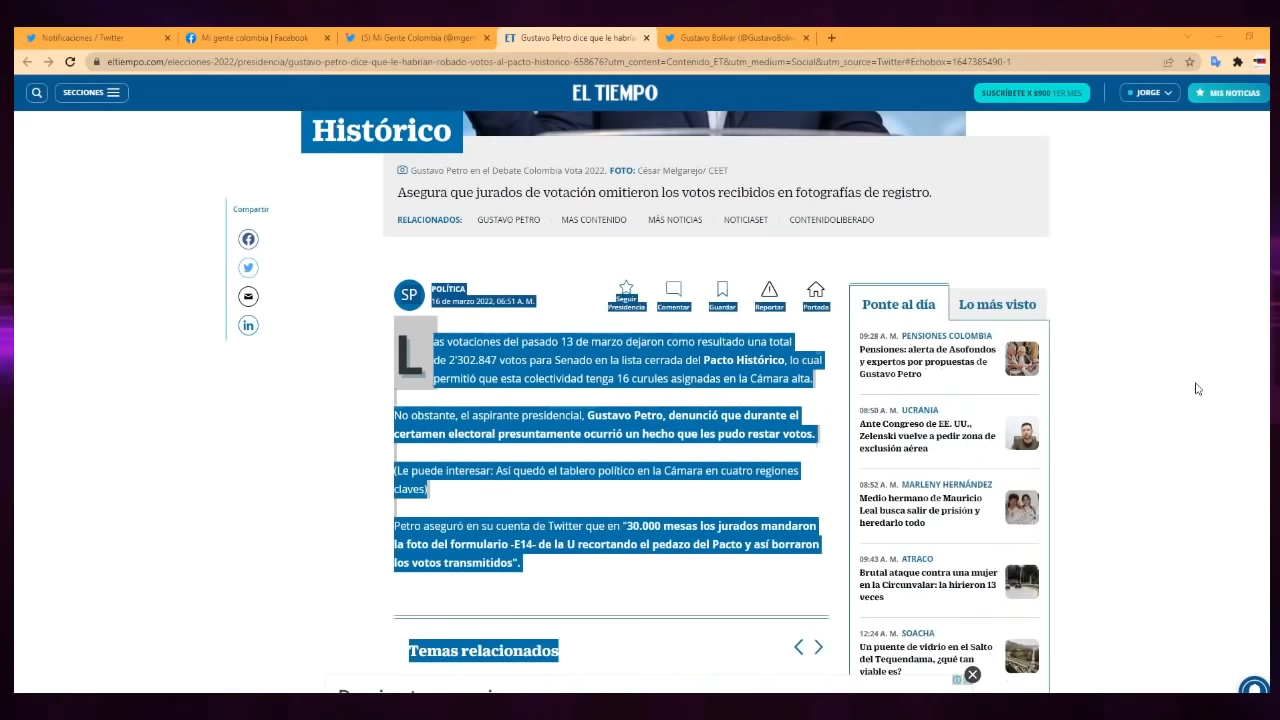 Notificaciones / Twitter
Mi gente colombia | Facebook
(5) Mi Gente Colombia (@mgent
ET Gustavo Petro dice que le habría
Gustavo Bolívar (@GustavoBoliv
eltiempo.com/elecciones-2022/presidencia/gustavo-petro-dice-que-le-habrian-robado-votos-al-pacto-historico-658676?utm_content=Contenido_ET&utm_medium=Social&utm_source=Twitter#Echobox=1647385490-1
SECCIONES
EL TIEMPO
SUSCRÍBETE X $900 1ER MES
JORGE
MIS NOTICIAS
Histórico
Gustavo Petro en el Debate Colombia Vota 2022. FOTO: César Melgarejo/ CEET
Asegura que jurados de votación omitieron los votos recibidos en fotografías de registro.
RELACIONADOS: GUSTAVO PETRO MAS CONTENIDO MÁS NOTICIAS NOTICIASET CONTENIDOLIBERADO
Compartir
SP
POLÍTICA
16 de marzo 2022, 06:51 A. M.
Seguir
Presidencia
Comentar
Guardar
Reportar
Portada
Las votaciones del pasado 13 de marzo dejaron como resultado una total
de 2'302.847 votos para Senado en la lista cerrada del Pacto Histórico, lo cual
permitió que esta colectividad tenga 16 curules asignadas en la Cámara alta.
No obstante, el aspirante presidencial, Gustavo Petro, denunció que durante el
certamen electoral presuntamente ocurrió un hecho que les pudo restar votos.
(Le puede interesar: Así quedó el tablero político en la Cámara en cuatro regiones
claves)
Petro aseguró en su cuenta de Twitter que en "30.000 mesas los jurados mandaron
la foto del formulario -E14- de la U recortando el pedazo del Pacto y así borraron
los votos transmitidos".
Temas relacionados
Ponte al día
Lo más visto
09:28 A. M. PENSIONES COLOMBIA
Pensiones: alerta de Asofondos
y expertos por propuestas de
Gustavo Petro
08:50 A. M. UCRANIA
Ante Congreso de EE. UU.,
Zelenski vuelve a pedir zona de
exclusión aérea
08:52 A. M. MARLENY HERNÁNDEZ
Medio hermano de Mauricio
Leal busca salir de prisión y
heredarlo todo
09:43 A. M. ATRACO
Brutal ataque contra una mujer
en la Circunvalar: la hirieron 13
veces
12:24 A. M. SOACHA
Un puente de vidrio en el Salto
del Tequendama, ¿qué tan
viable es?